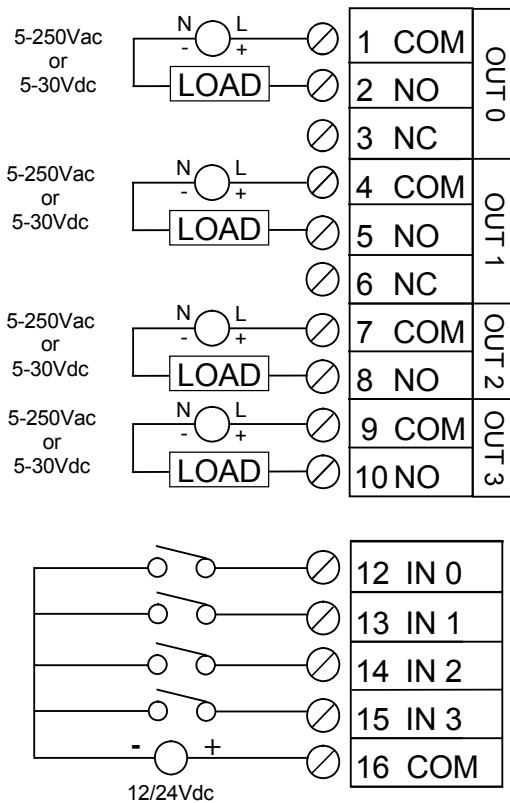 5-250Vac
or
5-30Vdc
N L
- +
LOAD
1 COM
2 NO
3 NC
OUT 0
5-250Vac
or
5-30Vdc
N L
- +
LOAD
4 COM
5 NO
6 NC
OUT 1
5-250Vac
or
5-30Vdc
N L
- +
LOAD
7 COM
8 NO
OUT 2
5-250Vac
or
5-30Vdc
N L
- +
LOAD
9 COM
10 NO
OUT 3
12 IN 0
13 IN 1
14 IN 2
15 IN 3
- +
16 COM
12/24Vdc